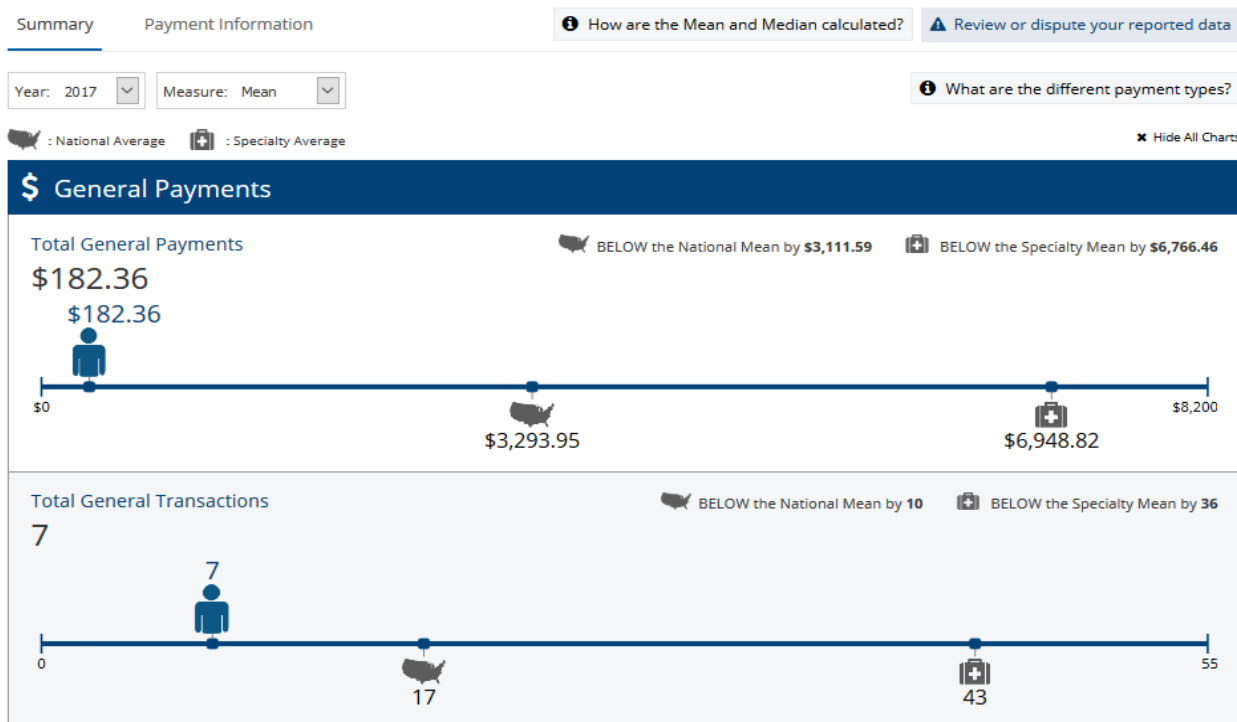 Summary Payment Information How are the Mean and Median calculated? Review or dispute your reported data
Year: 2017 Measure: Mean What are the different payment types?
: National Average : Specialty Average Hide All Charts
$ General Payments
Total General Payments BELOW the National Mean by $3,111.59 BELOW the Specialty Mean by $6,766.46
$182.36
$182.36
$0 $8,200
$3,293.95 $6,948.82
Total General Transactions BELOW the National Mean by 10 BELOW the Specialty Mean by 36
7
7
0 55
17 43